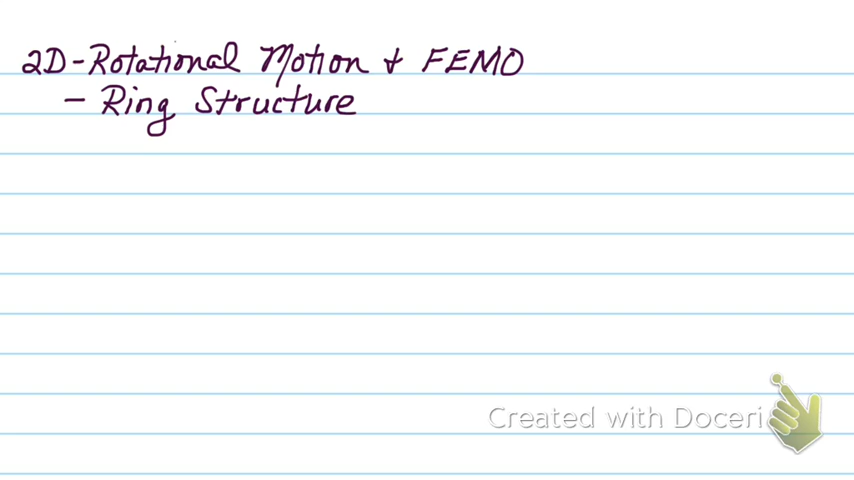 2D-Rotational Motion + FEMO
- Ring Structure
Created with Doceri